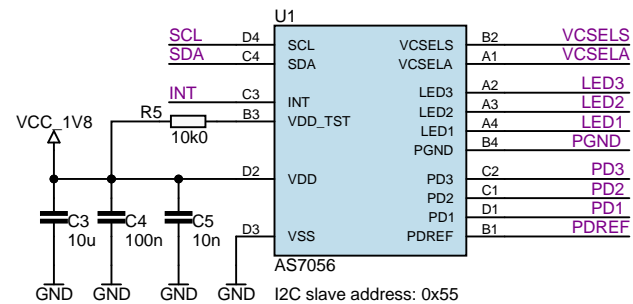 U1
SCL D4 SCL VCSELS B2 VCSELS
SDA C4 SDA VCSELA A1 VCSELA
INT C3 INT LED3 A2 LED3
LED2 A3 LED2
R5 B3 VDD_TST LED1 A4 LED1
VCC_1V8 10k0 PGND B4 PGND
D2 VDD PD3 C2 PD3
PD2 C1 PD2
C3 C4 C5 PD1 D1 PD1
10u 100n 10n D3 VSS PDREF B1 PDREF
AS7056
GND GND GND GND I2C slave address: 0x55